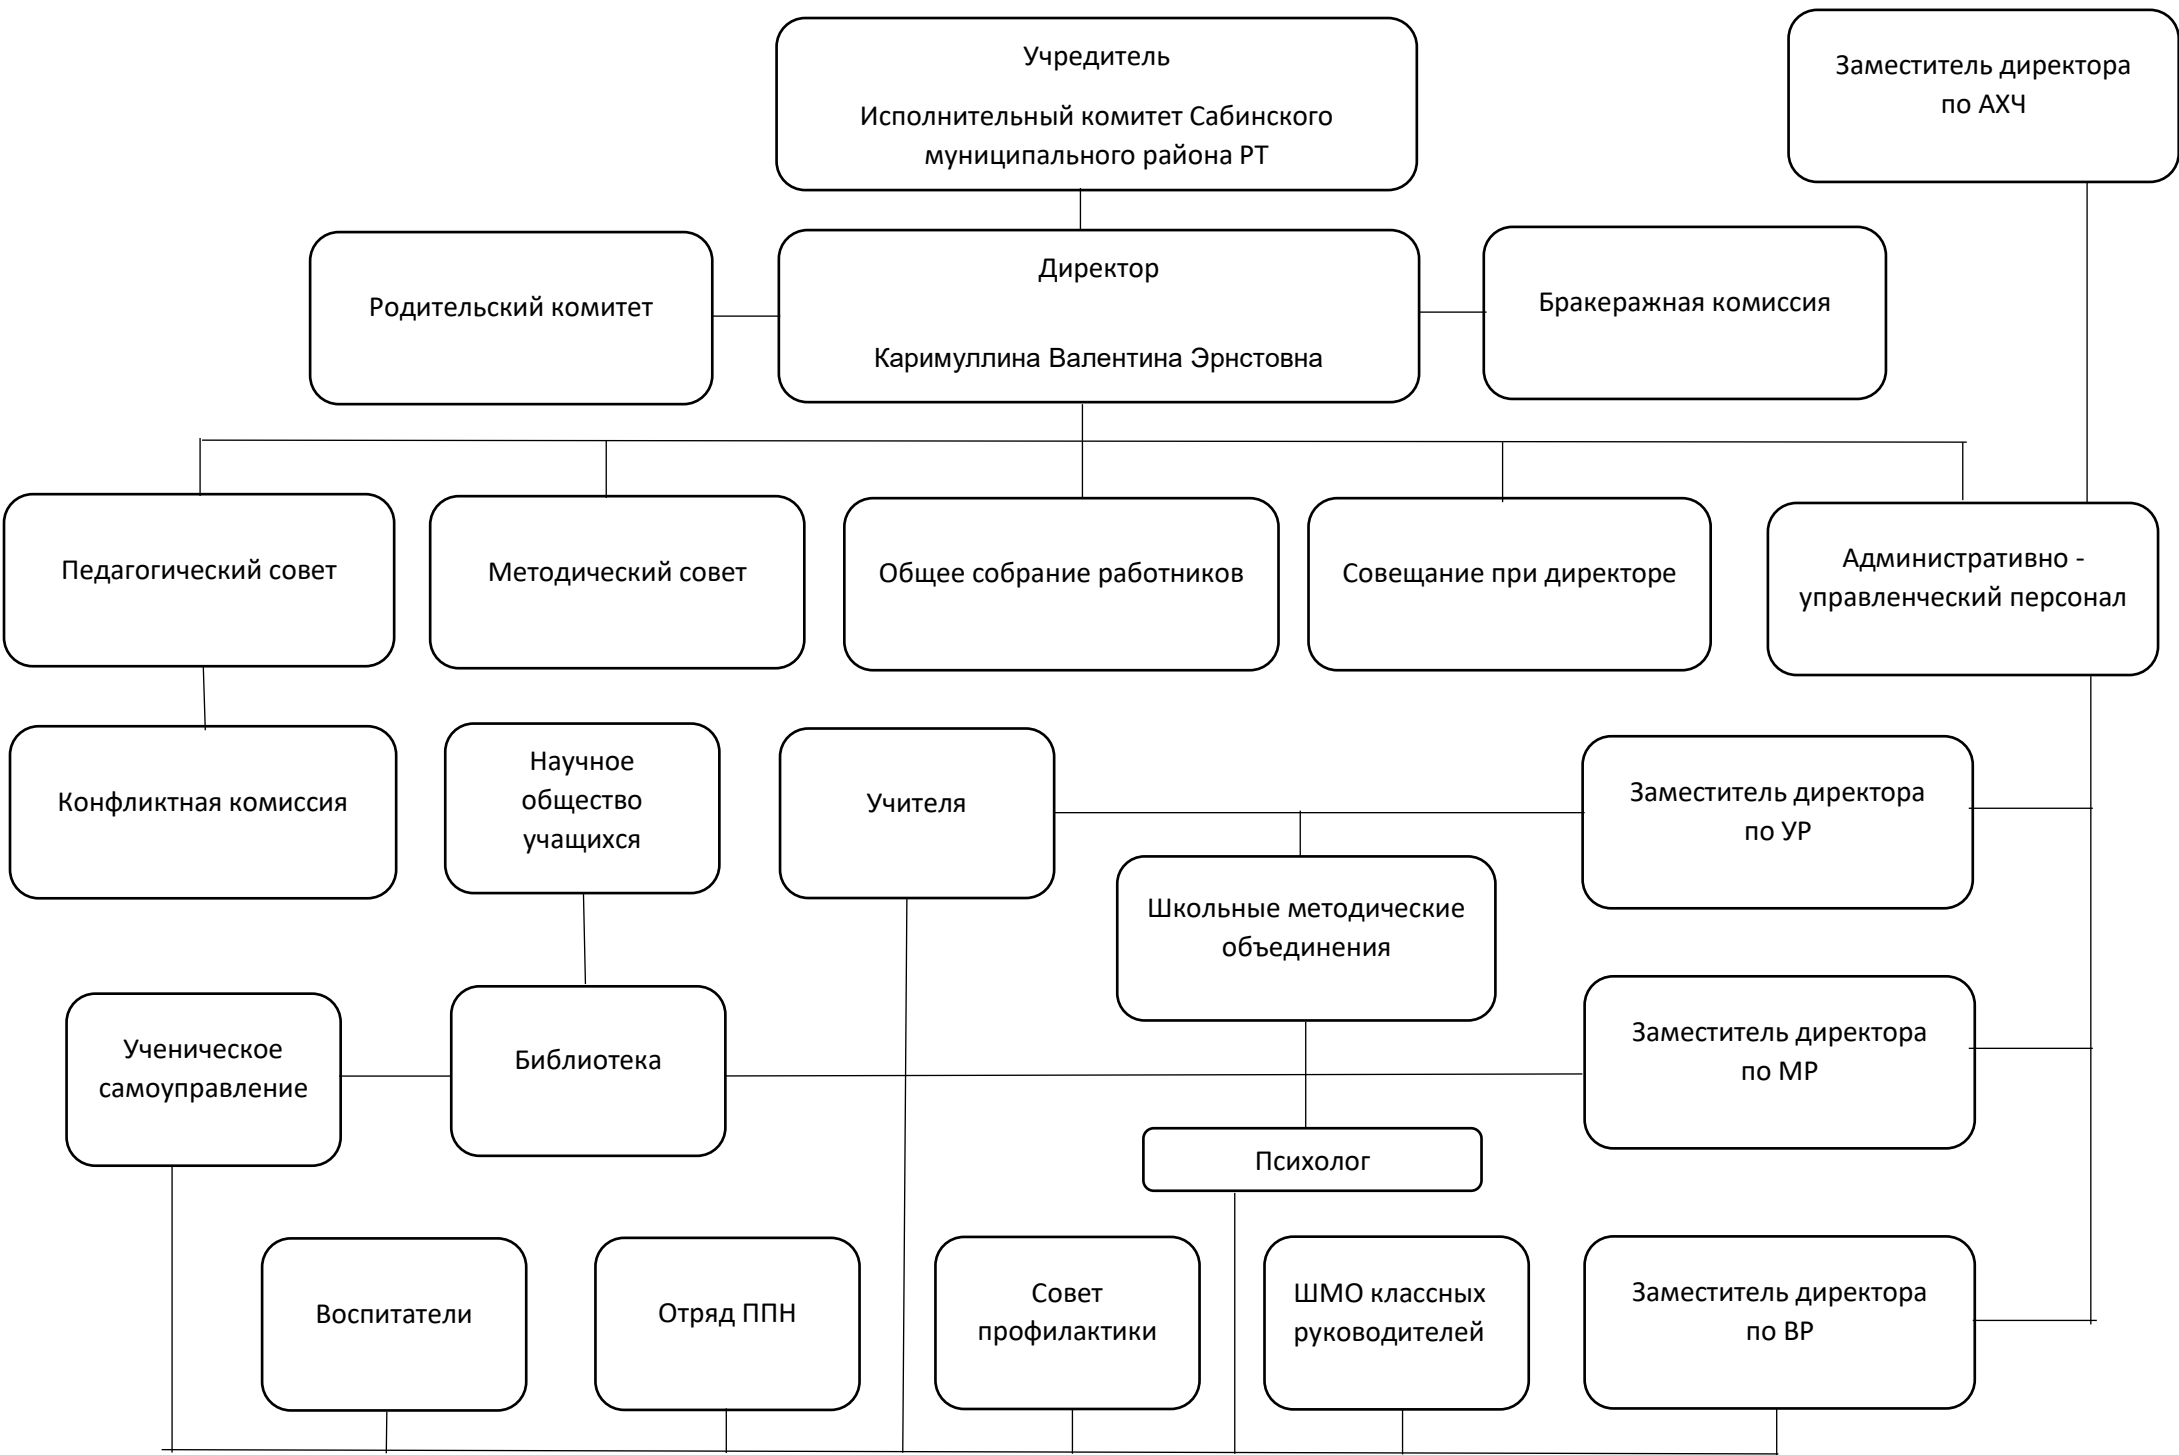 Учредитель
Исполнительный комитет Сабинского
муниципального района РТ
Заместитель директора
по АХЧ
Родительский комитет
Директор
Каримуллина Валентина Эрнстовна
Бракеражная комиссия
Педагогический совет
Методический совет
Общее собрание работников
Совещание при директоре
Административно -
управленческий персонал
Конфликтная комиссия
Научное
общество
учащихся
Учителя
Заместитель директора
по УР
Школьные методические
объединения
Ученическое
самоуправление
Библиотека
Заместитель директора
по МР
Психолог
Воспитатели
Отряд ППН
Совет
профилактики
ШМО классных
руководителей
Заместитель директора
по ВР